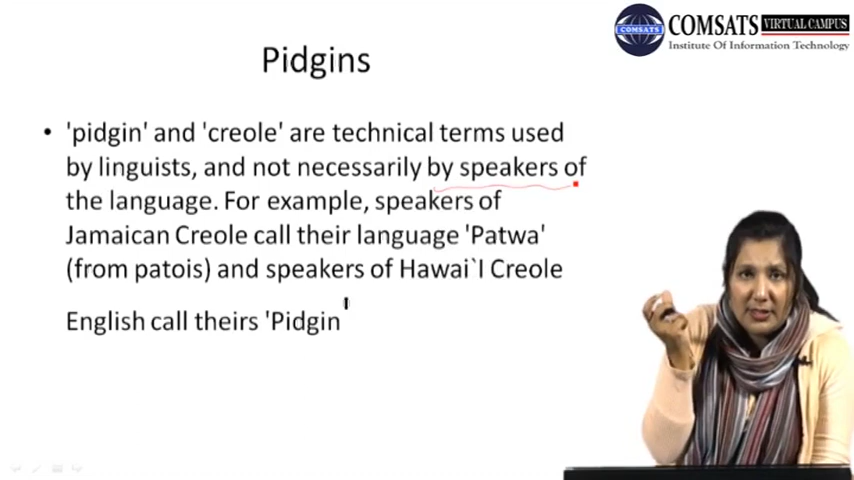 COMSATS VIRTUAL CAMPUS
Institute Of Information Technology
COMSATS
Pidgins
• 'pidgin' and 'creole' are technical terms used
by linguists, and not necessarily by speakers of
the language. For example, speakers of
Jamaican Creole call their language 'Patwa'
(from patois) and speakers of Hawai`I Creole
English call theirs 'Pidgin'